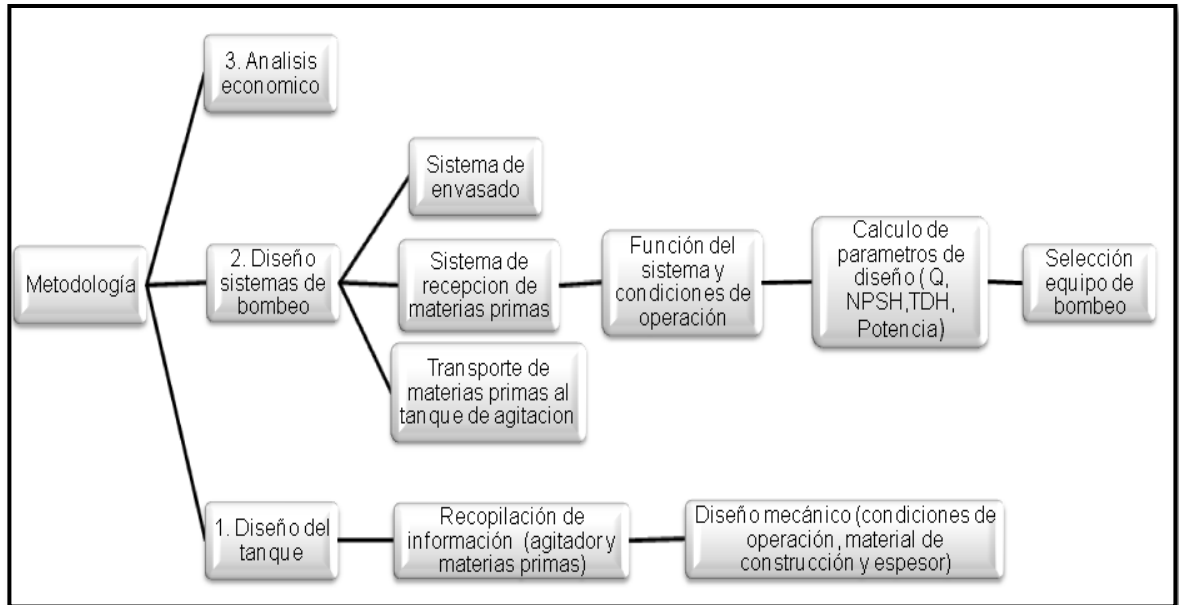 3. Analisis
economico
Sistema de
envasado
Metodología
2. Diseño
sistemas de
bombeo
Sistema de
recepcion de
materias primas
Función del
sistema y
condiciones de
operación
Calculo de
parametros de
diseño ( Q,
NPSH,TDH,
Potencia)
Selección
equipo de
bombeo
Transporte de
materias primas al
tanque de agitacion
1. Diseño del
tanque
Recopilación de
información (agitador y
materias primas)
Diseño mecánico (condiciones de
operación, material de
construcción y espesor)